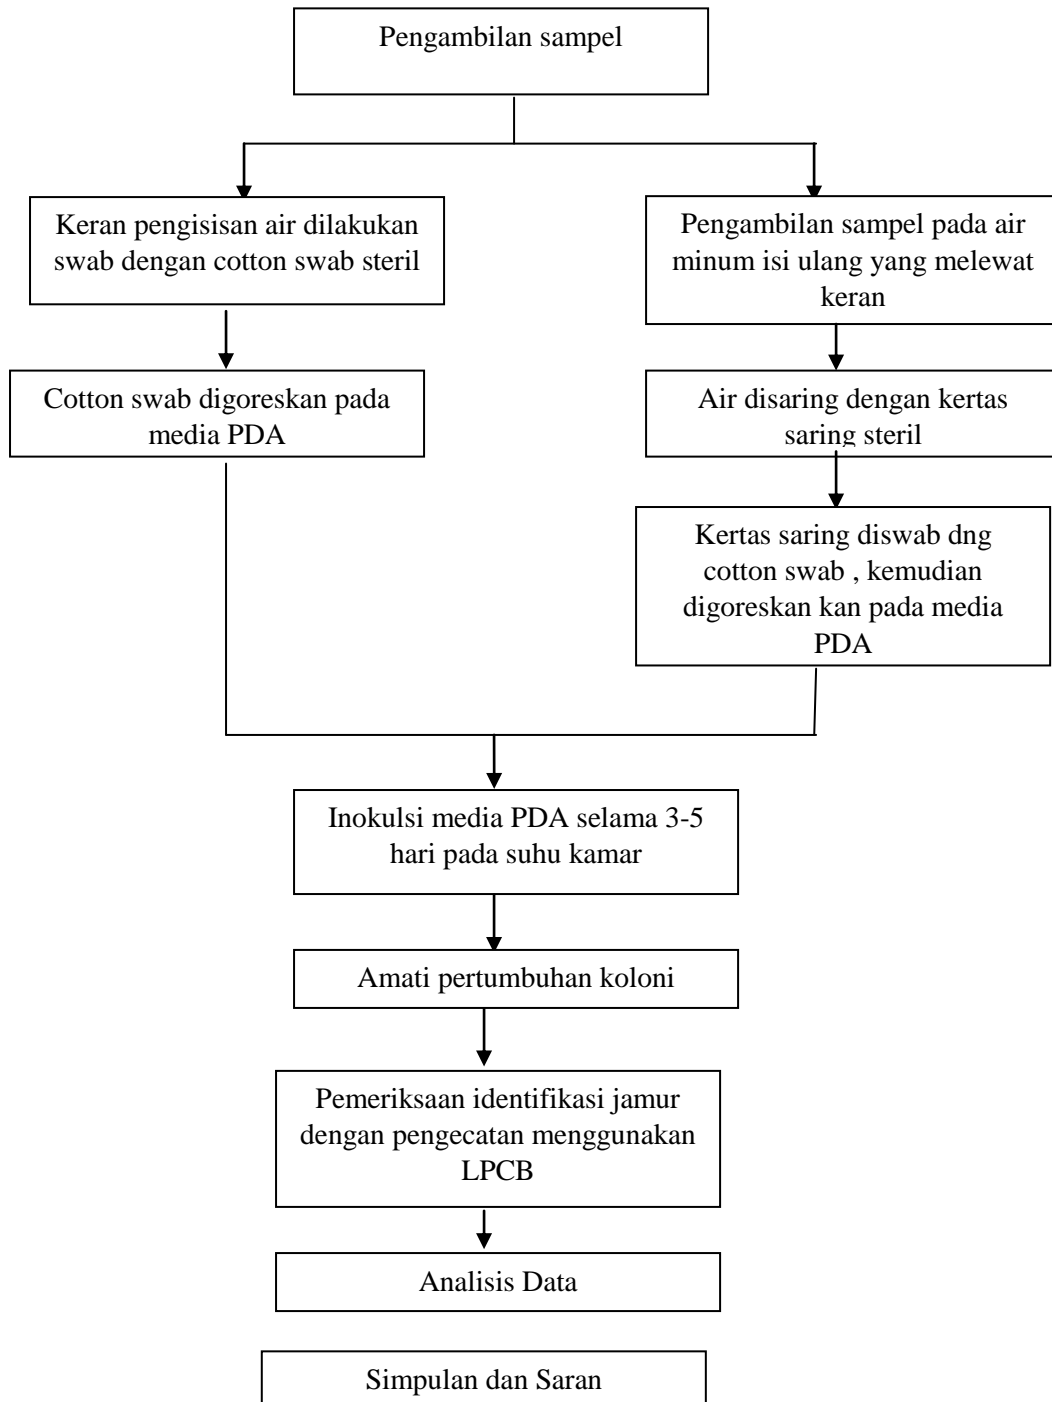 Pengambilan sampel
Keran pengisisan air dilakukan
swab dengan cotton swab steril
Pengambilan sampel pada air
minum isi ulang yang melewat
keran
Cotton swab digoreskan pada
media PDA
Air disaring dengan kertas
saring steril
Kertas saring diswab dng
cotton swab , kemudian
digoreskan kan pada media
PDA
Inokulsi media PDA selama 3-5
hari pada suhu kamar
Amati pertumbuhan koloni
Pemeriksaan identifikasi jamur
dengan pengecatan menggunakan
LPCB
Analisis Data
Simpulan dan Saran